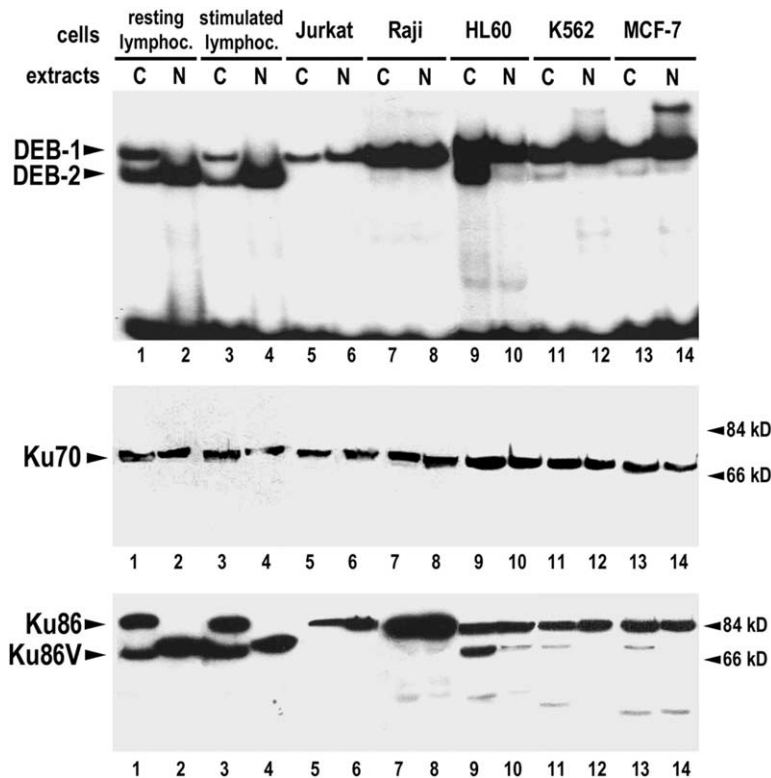 cells resting lymphoc. stimulated lymphoc. Jurkat Raji HL60 K562 MCF-7
extracts C N C N C N C N C N C N C N
DEB-1
DEB-2
1 2 3 4 5 6 7 8 9 10 11 12 13 14
84 kD
Ku70
66 kD
1 2 3 4 5 6 7 8 9 10 11 12 13 14
Ku86 84 kD
Ku86V 66 kD
1 2 3 4 5 6 7 8 9 10 11 12 13 14